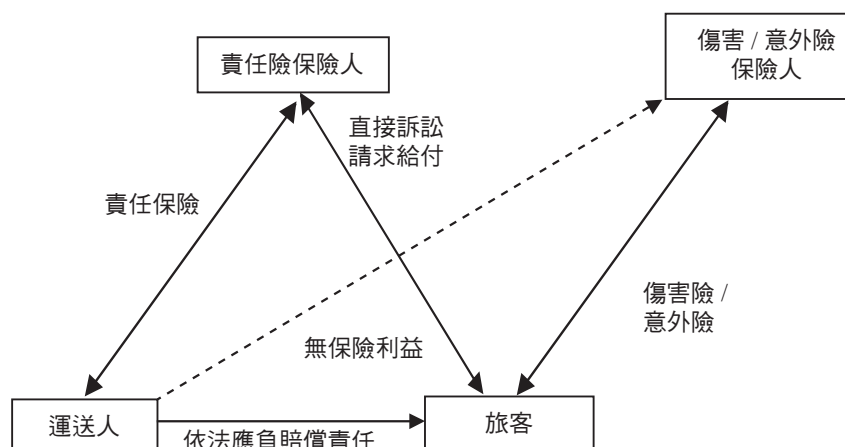 責任險保險人
傷害 / 意外險
保險人
直接訴訟
請求給付
責任保險
傷害險 /
意外險
無保險利益
運送人
旅客
依法應負賠償責任